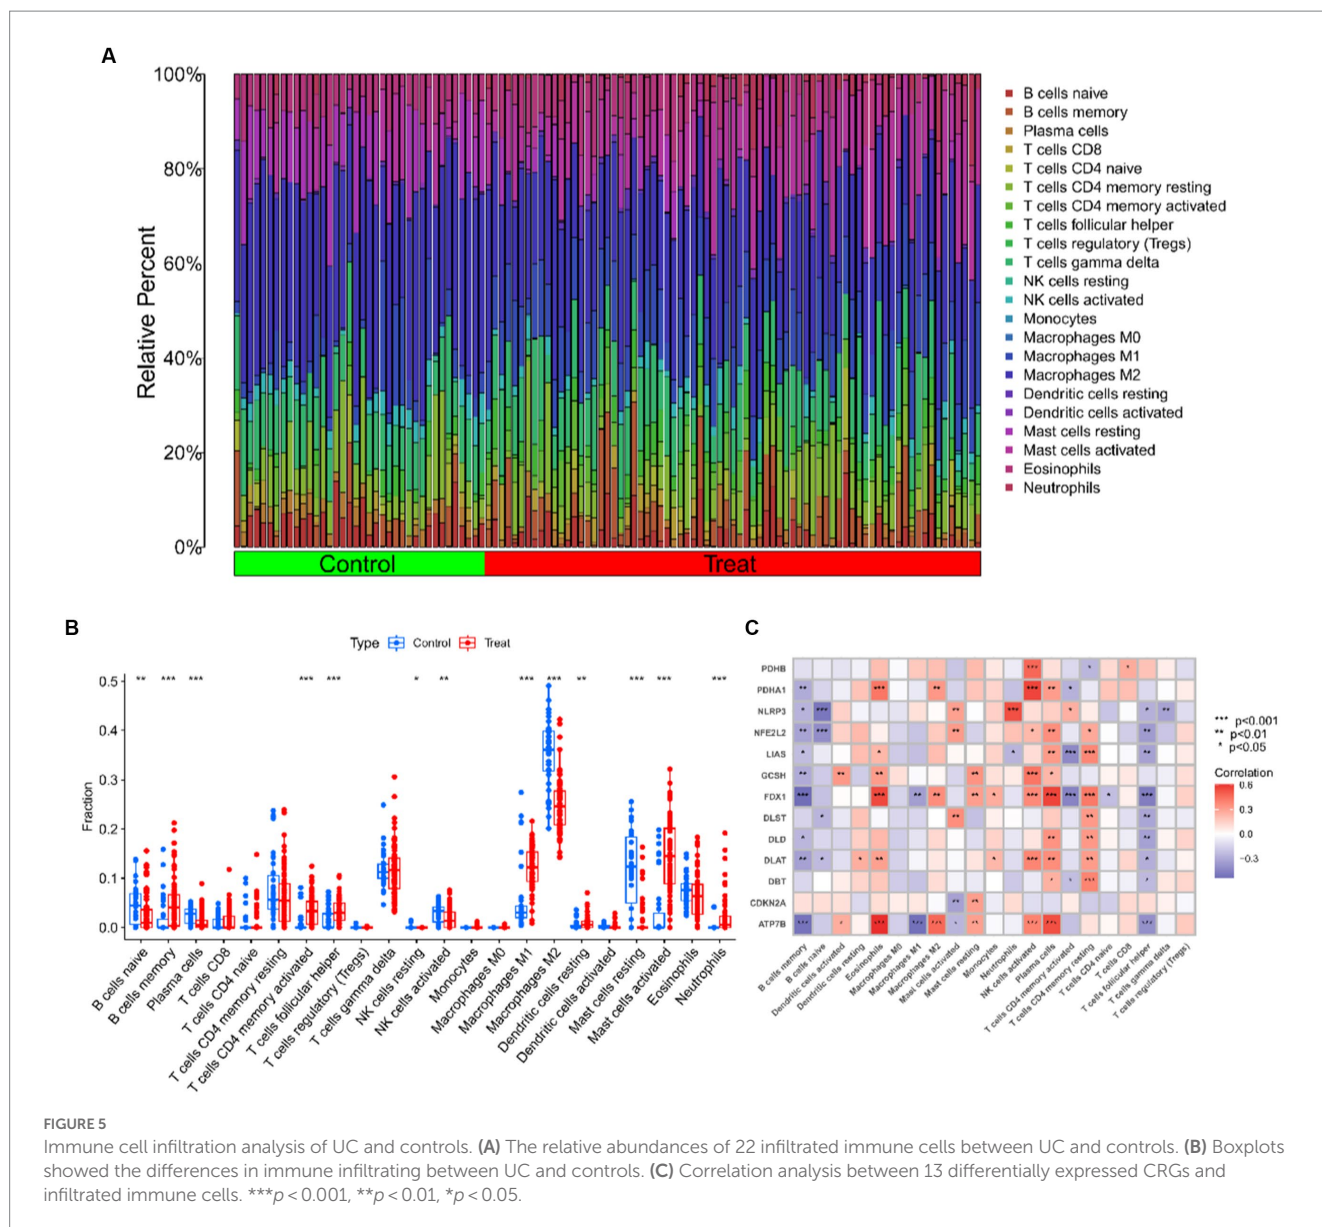 A
100%
80%
60%
40%
20%
0%
Relative Percent
Control
Treat
B cells naive
B cells memory
Plasma cells
T cells CD8
T cells CD4 naive
T cells CD4 memory resting
T cells CD4 memory activated
T cells follicular helper
T cells regulatory (Tregs)
T cells gamma delta
NK cells resting
NK cells activated
Monocytes
Macrophages M0
Macrophages M1
Macrophages M2
Dendritic cells resting
Dendritic cells activated
Mast cells resting
Mast cells activated
Eosinophils
Neutrophils
B
Type Control Treat
** *** *** *** *** * ** *** *** ** *** *** ***
0.5
0.4
0.3
0.2
0.1
0.0
Fraction
B cells naive
B cells memory
Plasma cells
T cells CD8
T cells CD4 naive
T cells CD4 memory resting
T cells CD4 memory activated
T cells follicular helper
T cells regulatory (Tregs)
T cells gamma delta
NK cells resting
NK cells activated
Monocytes
Macrophages M0
Macrophages M1
Macrophages M2
Dendritic cells resting
Dendritic cells activated
Mast cells resting
Mast cells activated
Eosinophils
Neutrophils
C
PDHB *** * *
PDHA1 ** *** ** *** ** *
NLRP3 * *** ** *** * * **
NFE2L2 ** *** ** * ** * **
LIAS * * * ** *** *** **
GCSH ** ** ** ** *** *
FDX1 *** *** ** ** ** * *** *** *** *** * ***
DLST * ** ** **
DLD * ** ** **
DLAT ** * * ** * *** ** ** *
DBT * * *** *
CDKN2A ** **
ATP7B *** * *** *** *** ** ** *** *** ***
B cells memory
B cells naive
Dendritic cells activated
Dendritic cells resting
Eosinophils
Macrophages M0
Macrophages M1
Macrophages M2
Mast cells activated
Mast cells resting
Monocytes
Neutrophils
NK cells activated
Plasma cells
T cells CD4 memory activated
T cells CD4 memory resting
T cells CD4 naive
T cells CD8
T cells follicular helper
T cells gamma delta
T cells regulatory (Tregs)
*** p<0.001
** p<0.01
* p<0.05
Correlation
0.6
0.3
0.0
−0.3
FIGURE 5
Immune cell infiltration analysis of UC and controls. (A) The relative abundances of 22 infiltrated immune cells between UC and controls. (B) Boxplots
showed the differences in immune infiltrating between UC and controls. (C) Correlation analysis between 13 differentially expressed CRGs and
infiltrated immune cells. ***p < 0.001, **p < 0.01, *p < 0.05.